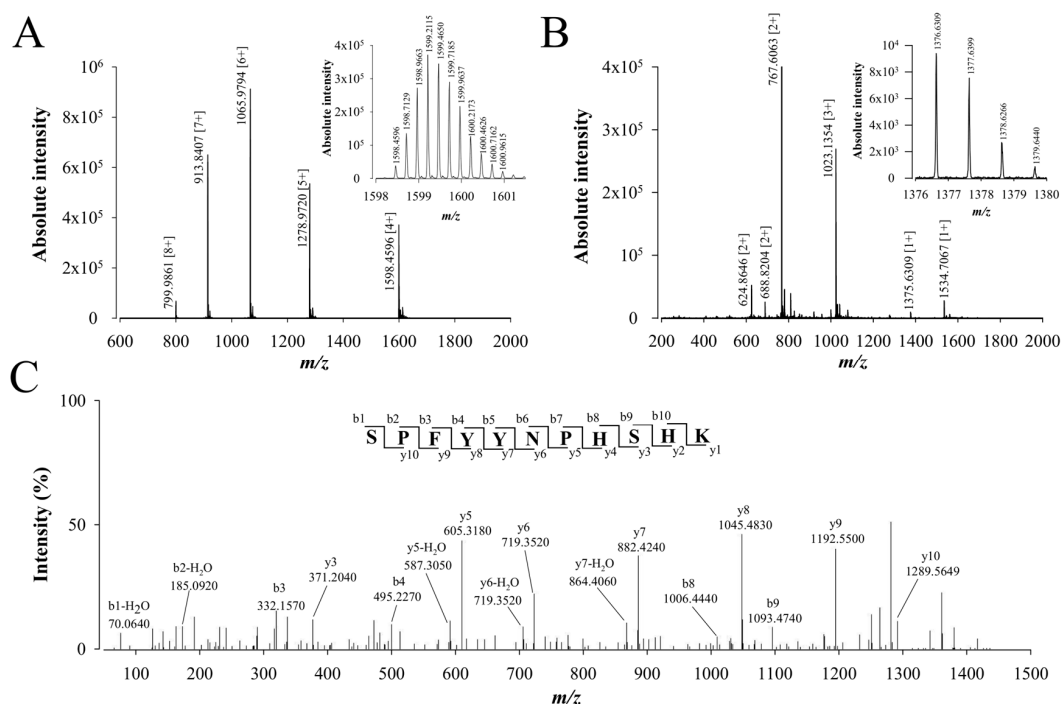 A
Absolute intensity
10⁶
8x10⁵
6x10⁵
4x10⁵
2x10⁵
0
600
800
1000
1200
1400
1600
1800
2000
m/z
799.9861 [8+]
913.8407 [7+]
1065.9794 [6+]
1278.9720 [5+]
1598.4596 [4+]
Absolute intensity
4x10⁵
3x10⁵
2x10⁵
1x10⁵
0
1598
1599
1600
1601
m/z
1598.4596
1598.7129
1598.9663
1599.2115
1599.4650
1599.7185
1599.9637
1600.2173
1600.4626
1600.7162
1600.9615
B
Absolute intensity
4x10⁵
2x10⁵
10⁵
0
200
600
800
1000
1200
1400
1600
1800
2000
m/z
624.8646 [2+]
688.8204 [2+]
767.6063 [2+]
1023.1354 [3+]
1375.6309 [1+]
1534.7067 [1+]
Absolute intensity
10⁴
8x10³
6x10³
4x10³
2x10³
0
1376
1377
1378
1379
1380
m/z
1376.6309
1377.6399
1378.6266
1379.6440
C
Intensity (%)
100
50
0
b1 b2 b3 b4 b5 b6 b7 b8 b9 b10
S P F Y Y N P H S H K
y10 y9 y8 y7 y6 y5 y4 y3 y2 y1
b1-H2O
70.0640
b2-H₂O
185.0920
b3
332.1570
y3
371.2040
b4
495.2270
y5-H₂O
587.3050
y5
605.3180
y6-H₂O
719.3520
y6
719.3520
y7-H₂O
864.4060
y7
882.4240
b8
1006.4440
y8
1045.4830
b9
1093.4740
y9
1192.5500
y10
1289.5649
100
200
300
400
500
600
700
800
900
1000
1100
1200
1300
1400
1500
m/z